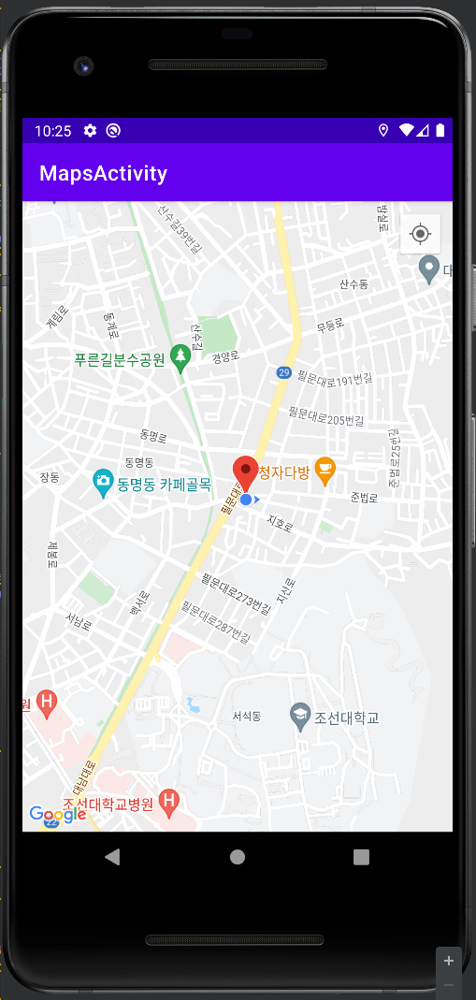 10:25
MapsActivity
산수길39번길
밤실로
대
산수동
계림로
동계로
산수길
무등로
푸른길분수공원
경양로
29
필문대로191번길
필문대로205번길
동명로
동명동
준법로25번길
장동
동명동 카페골목
청자다방
필문대로
준법로
지호로
제봉로
필문대로273번길
지산로
백서로
서남로
필문대로287번길
원
H
서석동
조선대학교
대남대로
조선대학교병원
H
Google
22
+
−